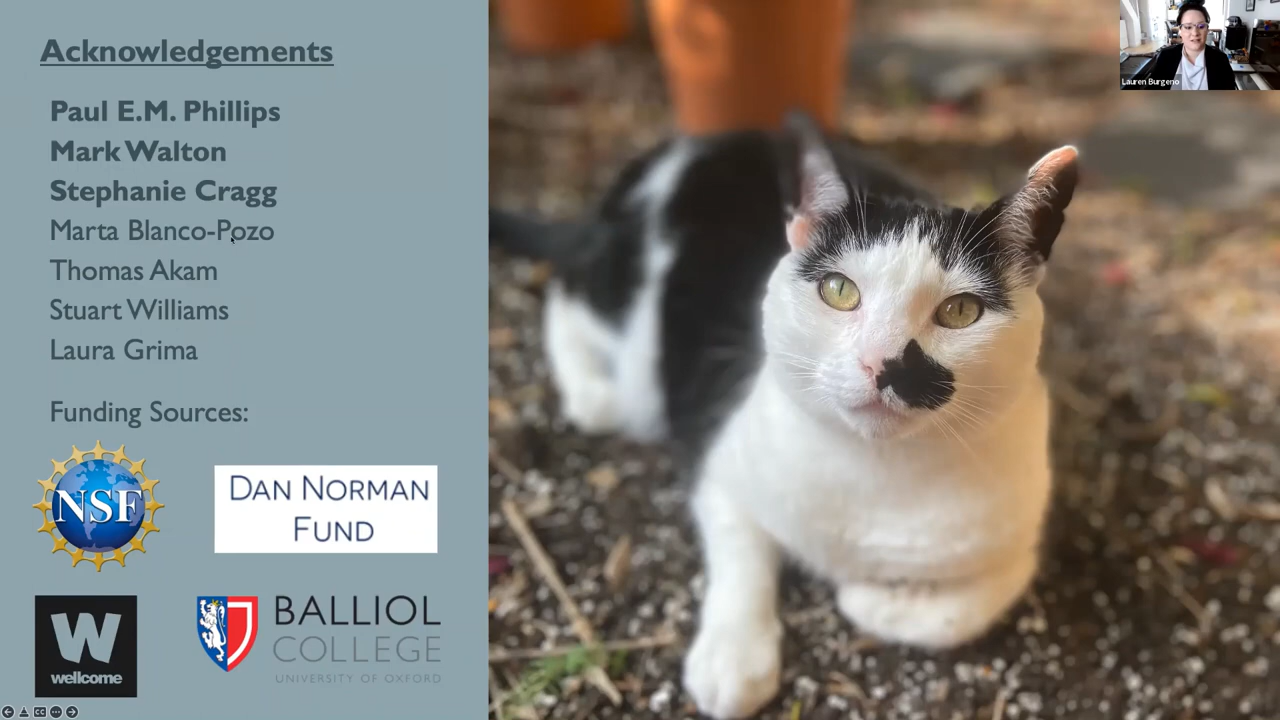 Acknowledgements
Paul E.M. Phillips
Mark Walton
Stephanie Cragg
Marta Blanco-Pozo
Thomas Akam
Stuart Williams
Laura Grima
Funding Sources:
NSF
DAN NORMAN
FUND
W
wellcome
BALLIOL
COLLEGE
UNIVERSITY OF OXFORD
Lauren Burgeno